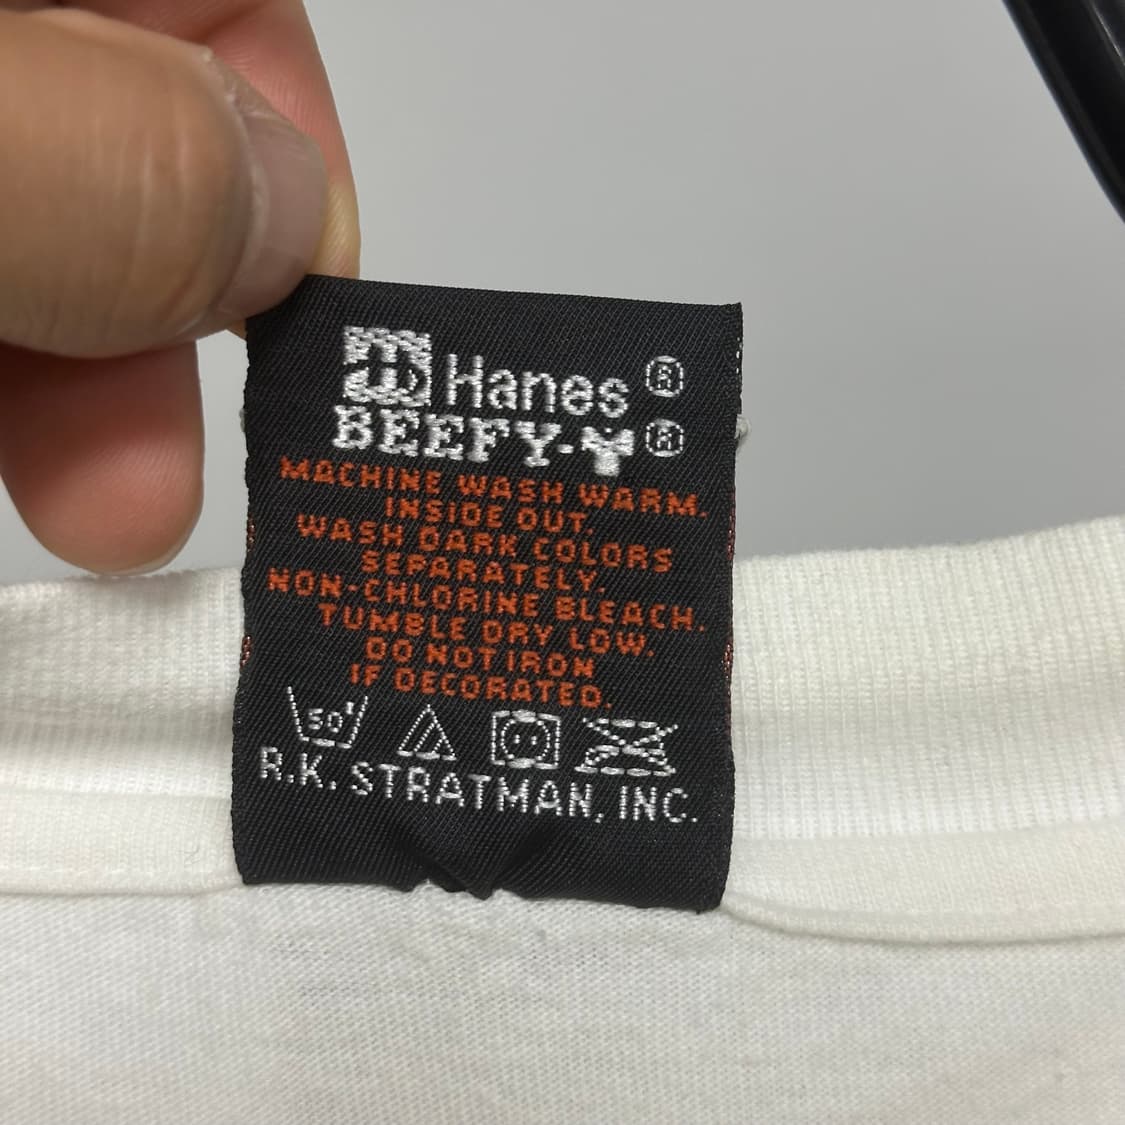 Hanes ®
BEEFY-T ®
MACHINE WASH WARM.
INSIDE OUT.
WASH DARK COLORS
SEPARATELY.
NON-CHLORINE BLEACH.
TUMBLE DRY LOW.
DO NOT IRON
IF DECORATED.
50°
R.K. STRATMAN, INC.